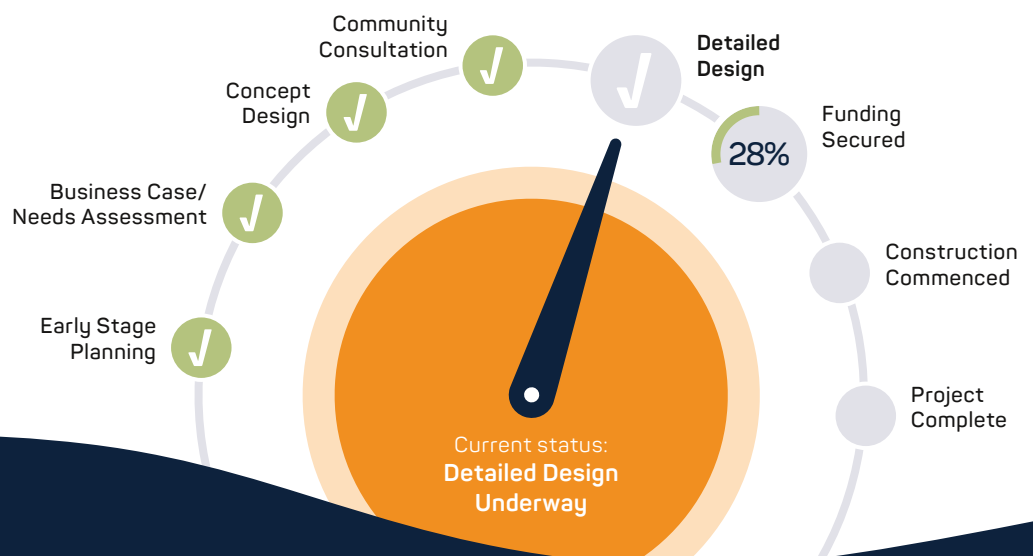 Community
Consultation
Detailed
Design
Concept
Design
Funding
Secured
28%
Business Case/
Needs Assessment
Construction
Commenced
Early Stage
Planning
Project
Complete
Current status:
Detailed Design
Underway